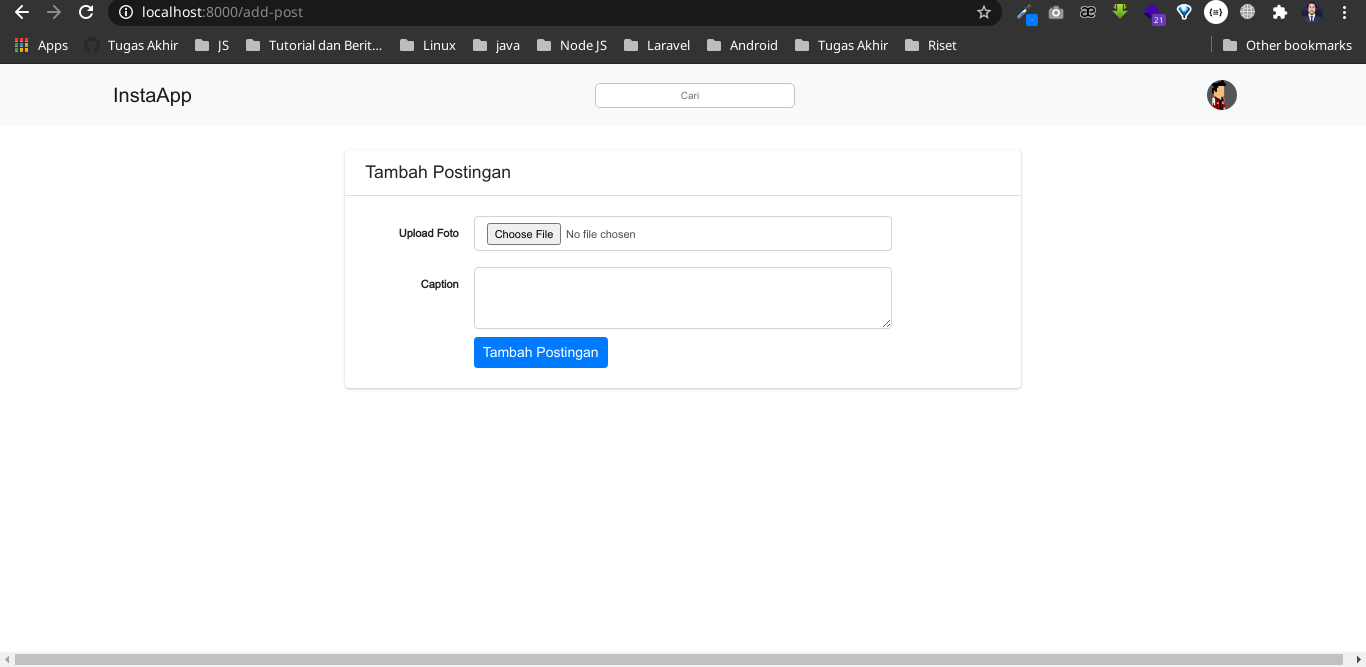 localhost:8000/add-post
21
Apps Tugas Akhir JS Tutorial dan Berit... Linux java Node JS Laravel Android Tugas Akhir Riset Other bookmarks
InstaApp Cari
Tambah Postingan
Upload Foto Choose File No file chosen
Caption
Tambah Postingan